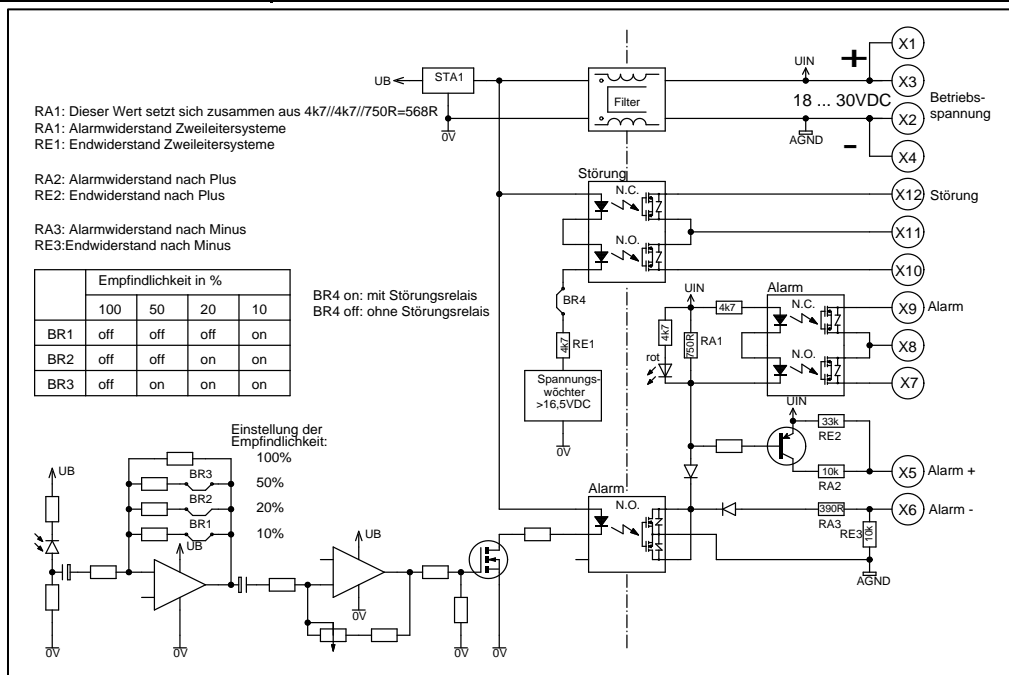 X1
UIN
+
UB
STA1
X3
Filter
18 ... 30VDC
Betriebs-
spannung
RA1: Dieser Wert setzt sich zusammen aus 4k7//4k7//750R=568R
RA1: Alarmwiderstand Zweileitersysteme
RE1: Endwiderstand Zweileitersysteme
0V
X2
AGND
-
X4
RA2: Alarmwiderstand nach Plus
RE2: Endwiderstand nach Plus
Störung
N.C.
X12
Störung
RA3: Alarmwiderstand nach Minus
RE3:Endwiderstand nach Minus
X11
N.O.
X10
Empfindlichkeit in %
100 50 20 10
BR1 off off off on
BR2 off off on on
BR3 off on on on
BR4 on: mit Störungsrelais
BR4 off: ohne Störungsrelais
BR4
4k7
RE1
Spannungs-
wöchter
>16,5VDC
0V
UIN
4k7
4k7
750R
RA1
rot
Alarm
N.C.
X9
Alarm
X8
N.O.
X7
UIN
33k
RE2
10k
RA2
X5
Alarm +
Einstellung der
Empfindlichkeit:
100%
UB
BR3
50%
BR2
20%
BR1
10%
UB
Alarm
N.O.
390R
RA3
X6
Alarm -
RE3
10k
AGND
UB
0V
0V
0V
0V
0V